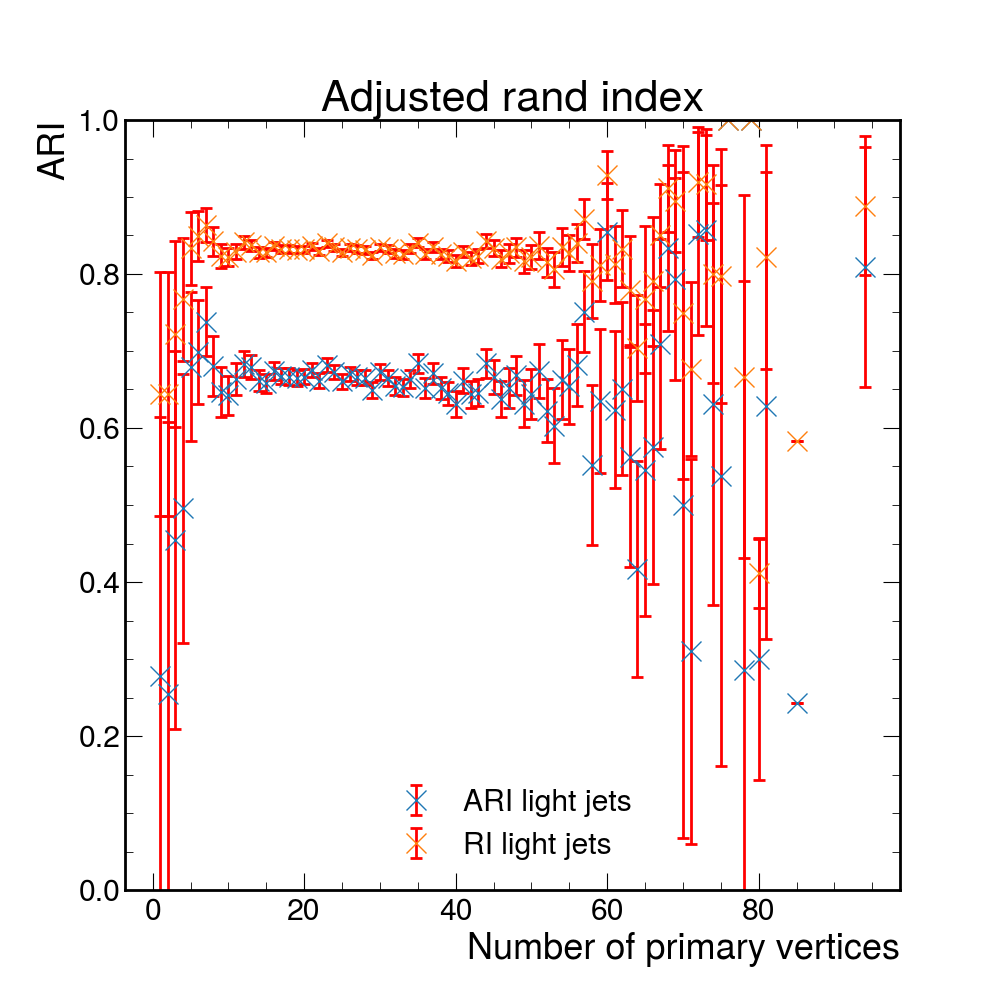 Adjusted rand index
ARI
1.0
0.8
0.6
0.4
0.2
0.0
ARI light jets
RI light jets
0 20 40 60 80
Number of primary vertices